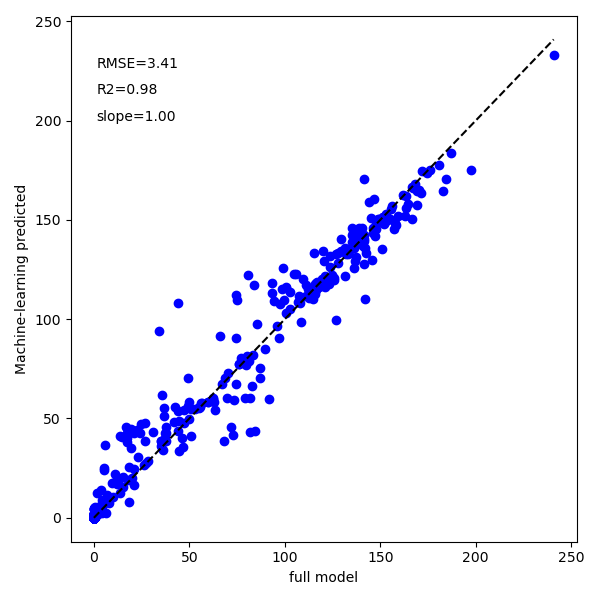 250
200
150
100
50
0
RMSE=3.41
R2=0.98
slope=1.00
Machine-learning predicted
0 50 100 150 200 250
full model